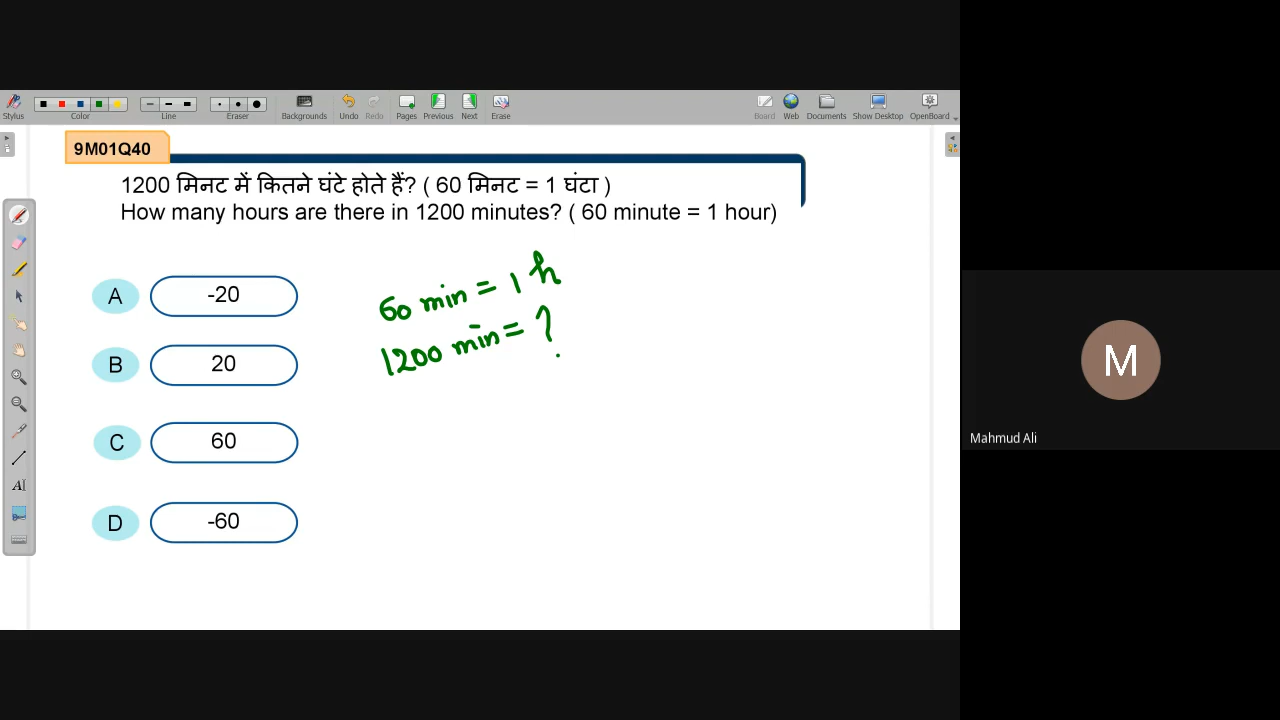 Stylus
Color
Line
Eraser
Backgrounds
Undo
Redo
Pages
Previous
Next
Erase
Board
Web
Documents
Show Desktop
OpenBoard
9M01Q40
1200 मिनट में कितने घंटे होते हैं? ( 60 मिनट = 1 घंटा )
How many hours are there in 1200 minutes? ( 60 minute = 1 hour)
A -20
B 20
C 60
D -60
60 min = 1 h
1200 min = ?
M
Mahmud Ali